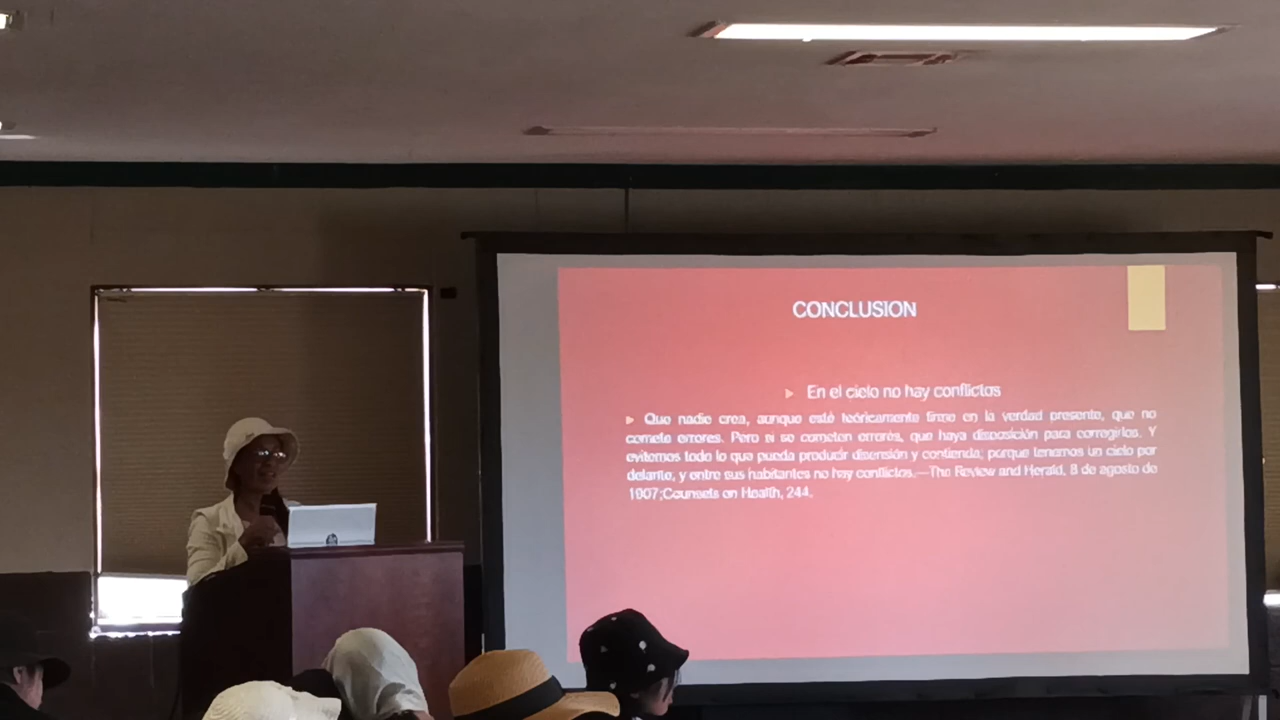 CONCLUSION
En el cielo no hay conflictos
Que nadie crea, aunque esté teóricamente firme en la verdad presente, que no
comete errores. Pero si se cometen errores, que haya disposición para corregirlos. Y
evitemos todo lo que pueda producir disensión y contienda; porque tenemos un cielo por
delante, y entre sus habitantes no hay conflictos.—The Review and Herald, 8 de agosto de
1907;Counsels on Health, 244.